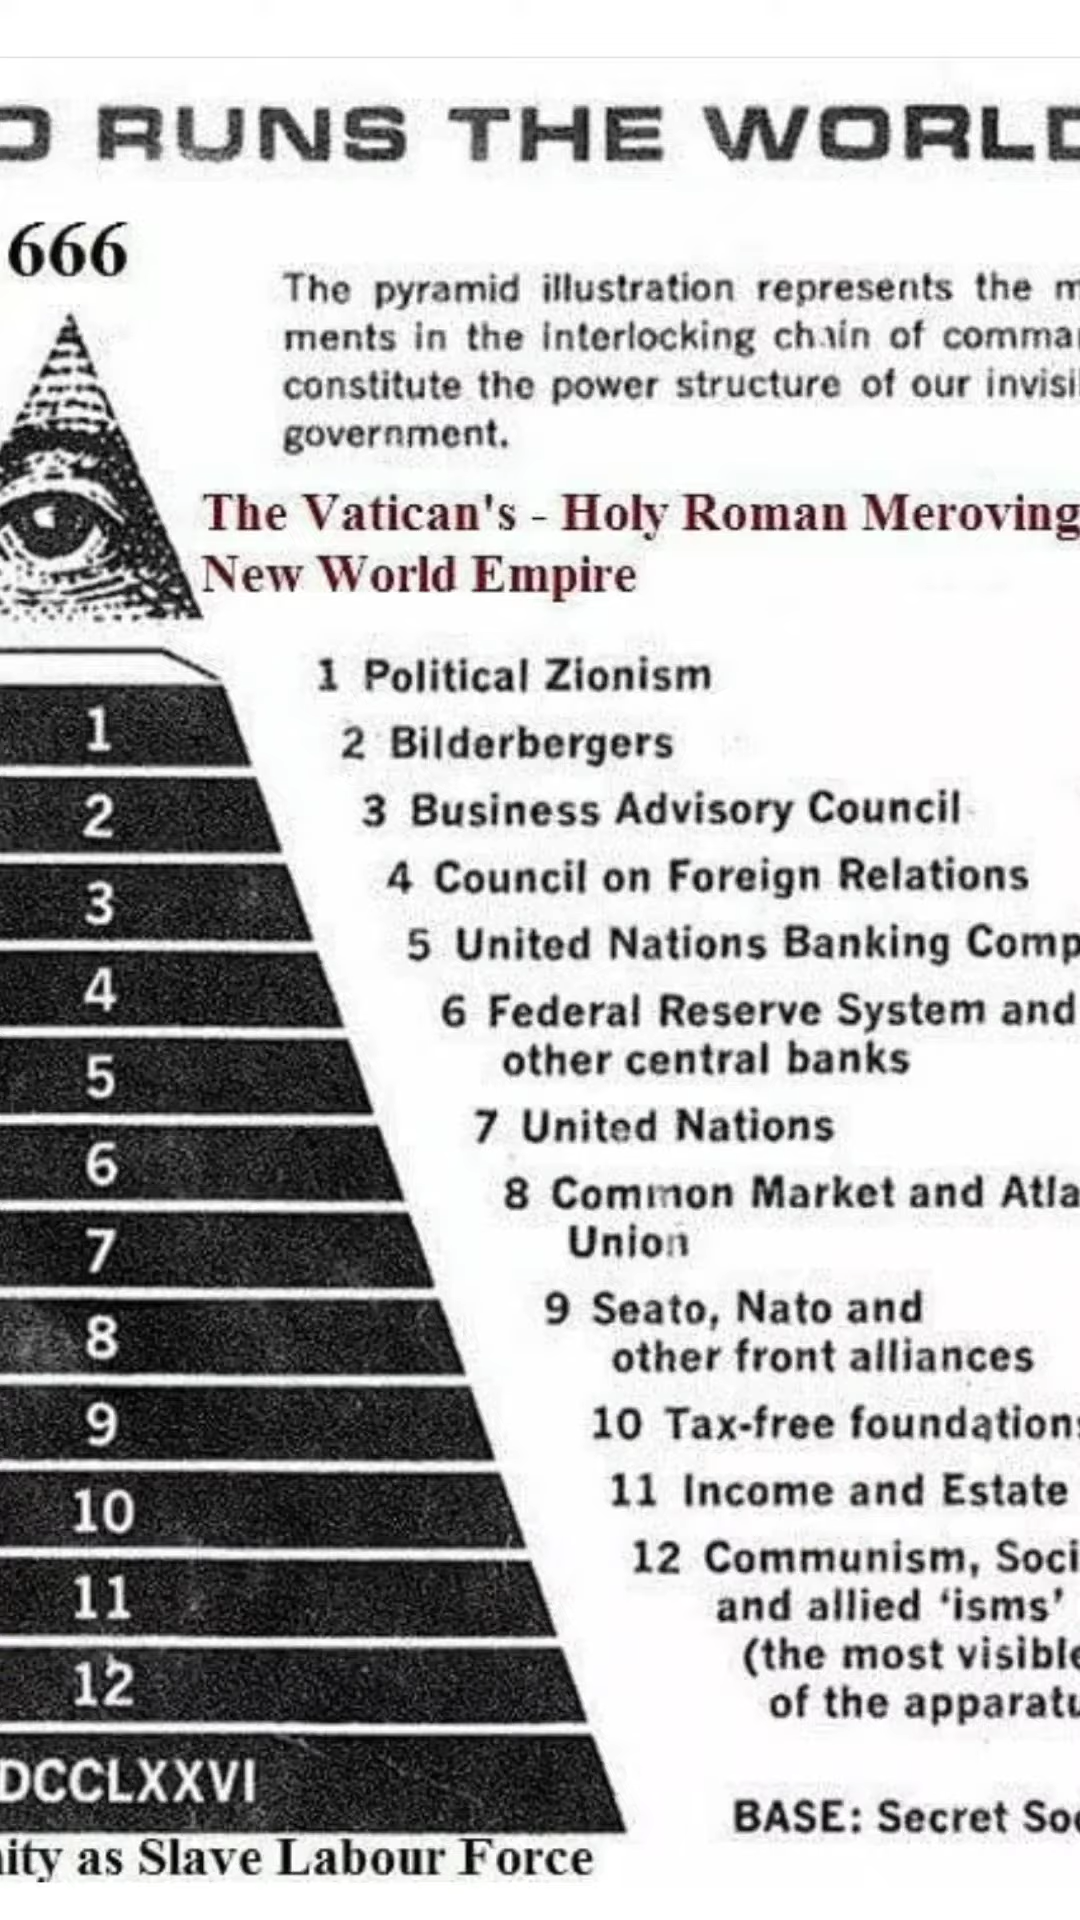 RUNS THE WORLD
666
The pyramid illustration represents the m
ments in the interlocking chain of comma
constitute the power structure of our invisi
government.
The Vatican's - Holy Roman Meroving
New World Empire
1 Political Zionism
2 Bilderbergers
3 Business Advisory Council
4 Council on Foreign Relations
5 United Nations Banking Comp
6 Federal Reserve System and
other central banks
7 United Nations
8 Common Market and Atla
Union
9 Seato, Nato and
other front alliances
10 Tax-free foundations
11 Income and Estate
12 Communism, Soci
and allied ‘isms’
(the most visible
of the apparatu
BASE: Secret Soc
1
2
3
4
5
6
7
8
9
10
11
12
DCCLXXVI
ity as Slave Labour Force